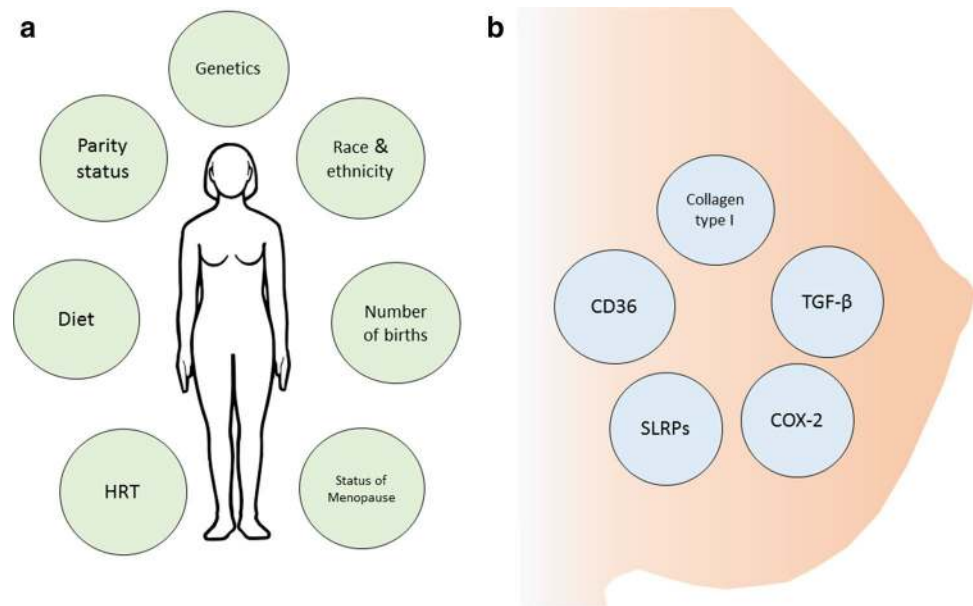 a
Genetics
Parity
status
Race &
ethnicity
Diet
Number
of births
HRT
Status of
Menopause
b
Collagen
type I
CD36
TGF-β
SLRPs
COX-2